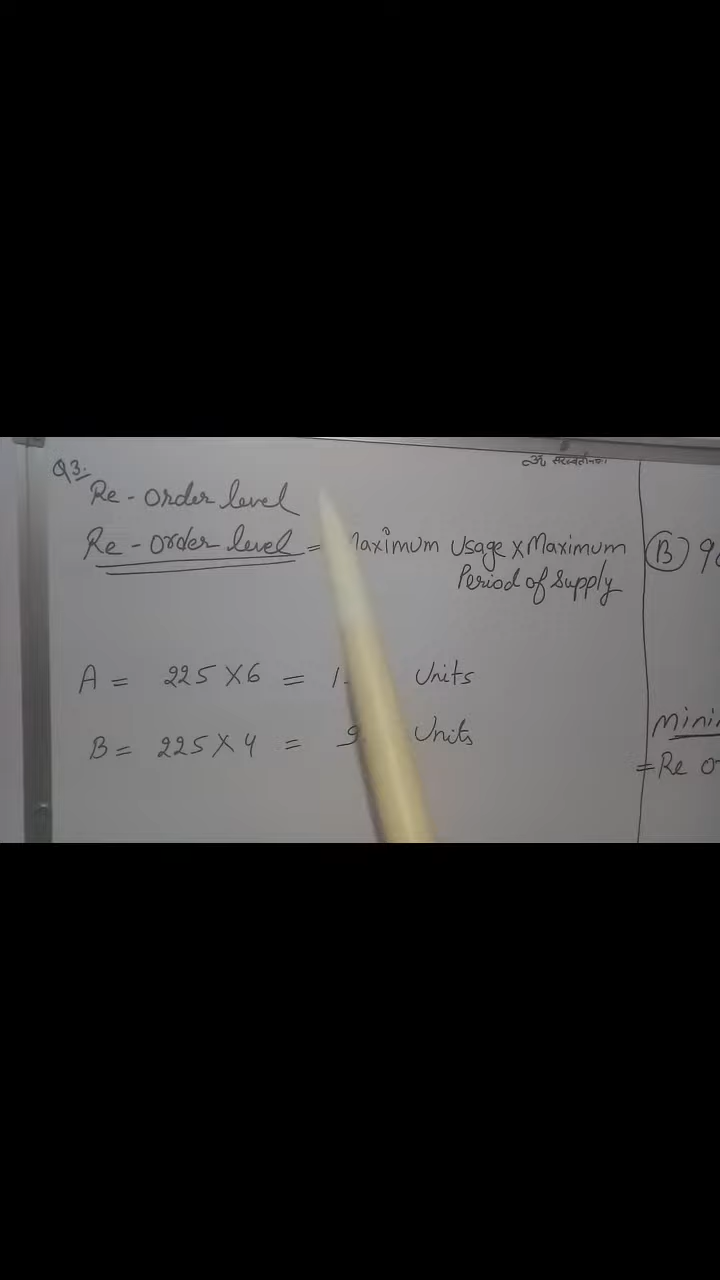 Q3:
Re-Order level
Re-order level = Maximum Usage X Maximum
Period of Supply
A = 225 X 6 = Units
B = 225 X 4 = Units
B
= Re